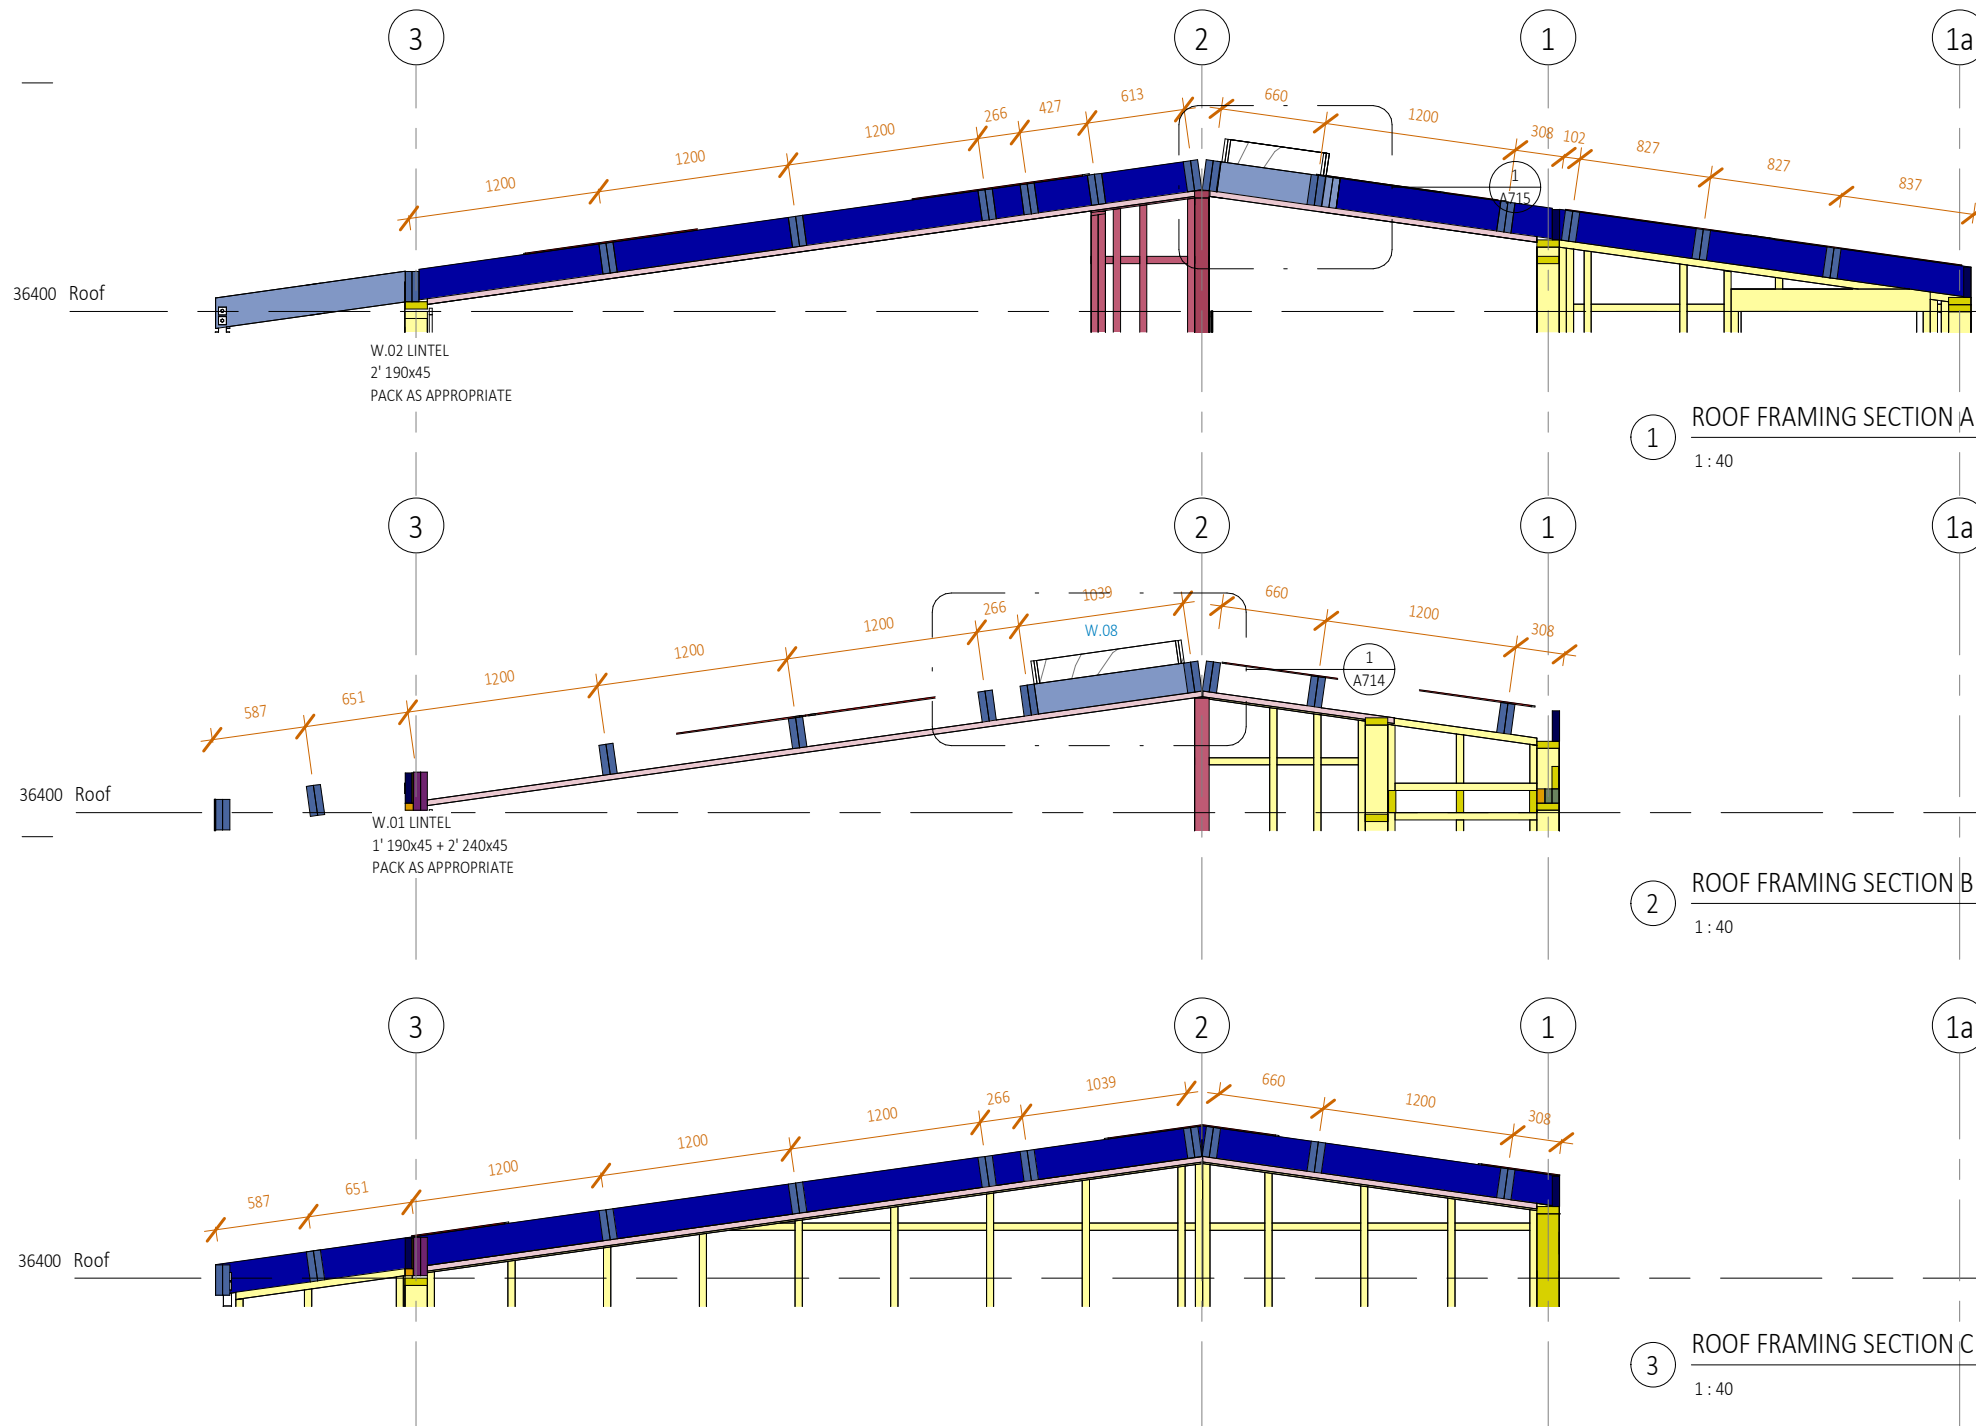 3
2
1
1a
1200
1200
1200
266
427
613
660
1200
308
102
827
827
837
1
A715
36400 Roof
W.02 LINTEL
2' 190x45
PACK AS APPROPRIATE
1
ROOF FRAMING SECTION A
1 : 40
3
2
1
1a
587
651
1200
1200
1200
266
1039
660
1200
308
W.08
1
A714
36400 Roof
W.01 LINTEL
1' 190x45 + 2' 240x45
PACK AS APPROPRIATE
2
ROOF FRAMING SECTION B
1 : 40
3
2
1
1a
587
651
1200
1200
1200
266
1039
660
1200
308
36400 Roof
3
ROOF FRAMING SECTION C
1 : 40